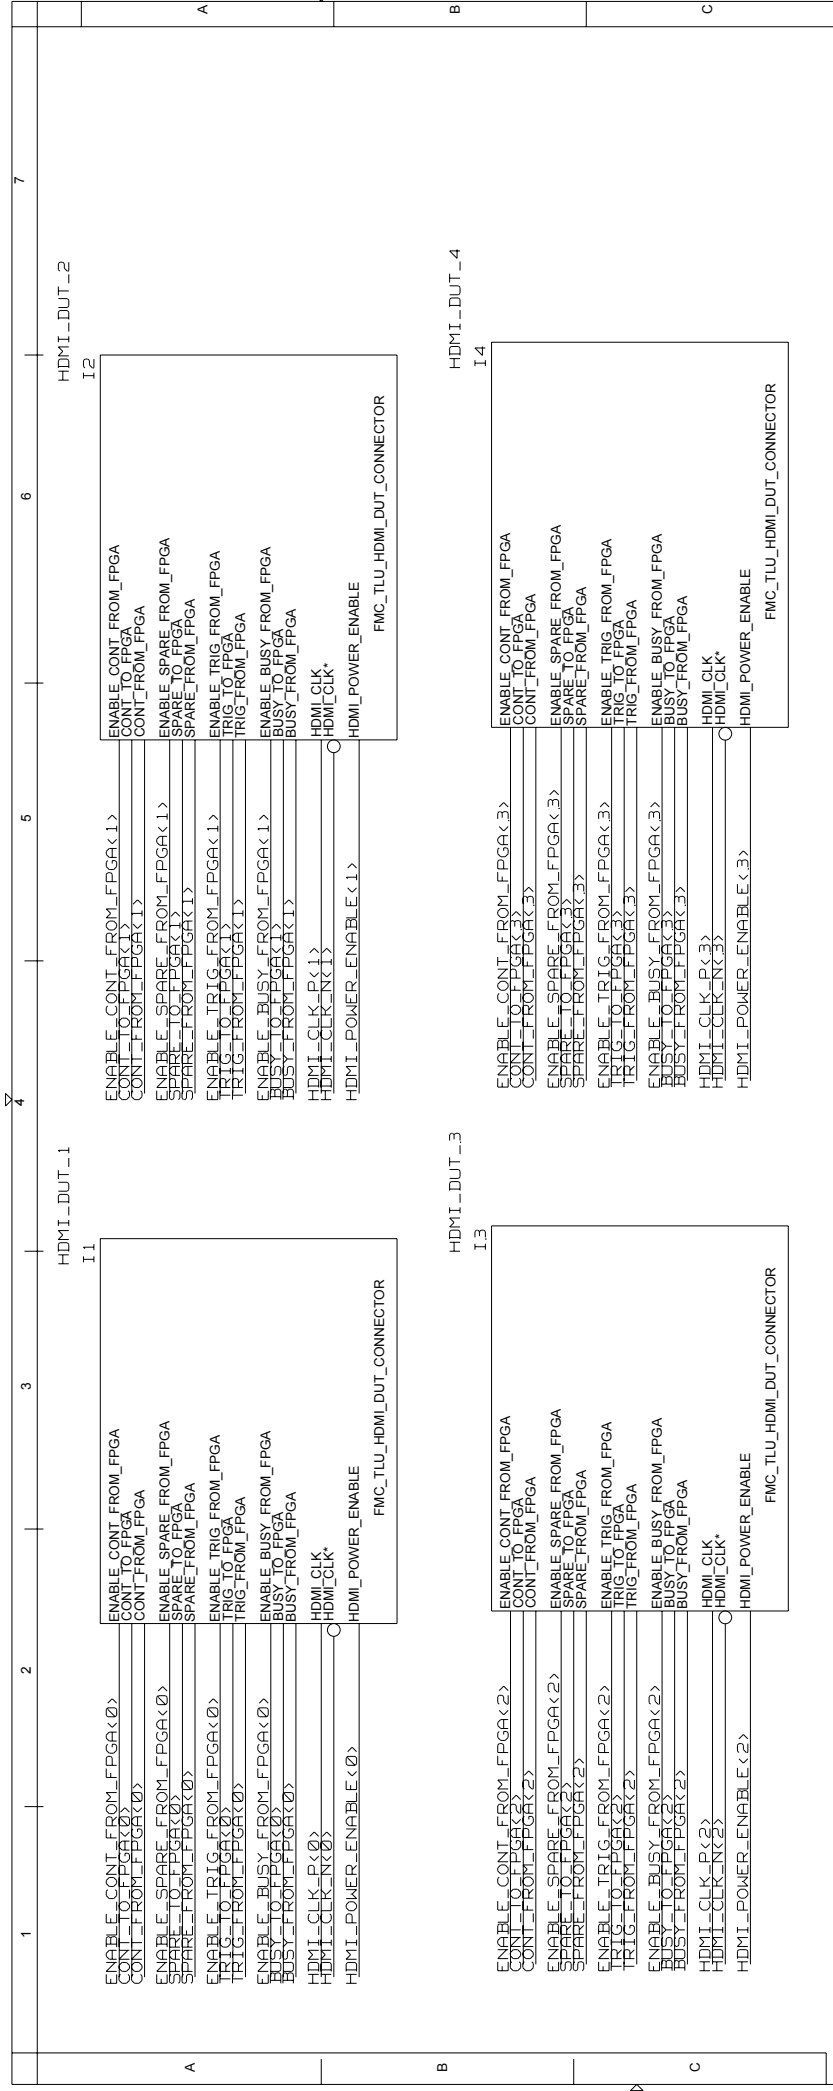 1
2
3
4
5
6
7
A
B
C
A
B
C
HDMI_DUT_1
I1
ENABLE_CONT_FROM_FPGA<0>
CONT_TO_FPGA<0>
CONT_FROM_FPGA<0>
ENABLE_SPARE_FROM_FPGA<0>
SPARE_TO_FPGA<0>
SPARE_FROM_FPGA<0>
ENABLE_TRIG_FROM_FPGA<0>
TRIG_TO_FPGA<0>
TRIG_FROM_FPGA<0>
ENABLE_BUSY_FROM_FPGA<0>
BUSY_TO_FPGA<0>
BUSY_FROM_FPGA<0>
HDMI_CLK_P<0>
HDMI_CLK_N<0>
HDMI_POWER_ENABLE<0>
ENABLE_CONT_FROM_FPGA
CONT_TO_FPGA
CONT_FROM_FPGA
ENABLE_SPARE_FROM_FPGA
SPARE_TO_FPGA
SPARE_FROM_FPGA
ENABLE_TRIG_FROM_FPGA
TRIG_TO_FPGA
TRIG_FROM_FPGA
ENABLE_BUSY_FROM_FPGA
BUSY_TO_FPGA
BUSY_FROM_FPGA
HDMI_CLK
HDMI_CLK*
HDMI_POWER_ENABLE
FMC_TLU_HDMI_DUT_CONNECTOR
HDMI_DUT_2
I2
ENABLE_CONT_FROM_FPGA<1>
CONT_TO_FPGA<1>
CONT_FROM_FPGA<1>
ENABLE_SPARE_FROM_FPGA<1>
SPARE_TO_FPGA<1>
SPARE_FROM_FPGA<1>
ENABLE_TRIG_FROM_FPGA<1>
TRIG_TO_FPGA<1>
TRIG_FROM_FPGA<1>
ENABLE_BUSY_FROM_FPGA<1>
BUSY_TO_FPGA<1>
BUSY_FROM_FPGA<1>
HDMI_CLK_P<1>
HDMI_CLK_N<1>
HDMI_POWER_ENABLE<1>
ENABLE_CONT_FROM_FPGA
CONT_TO_FPGA
CONT_FROM_FPGA
ENABLE_SPARE_FROM_FPGA
SPARE_TO_FPGA
SPARE_FROM_FPGA
ENABLE_TRIG_FROM_FPGA
TRIG_TO_FPGA
TRIG_FROM_FPGA
ENABLE_BUSY_FROM_FPGA
BUSY_TO_FPGA
BUSY_FROM_FPGA
HDMI_CLK
HDMI_CLK*
HDMI_POWER_ENABLE
FMC_TLU_HDMI_DUT_CONNECTOR
HDMI_DUT_3
I3
ENABLE_CONT_FROM_FPGA<2>
CONT_TO_FPGA<2>
CONT_FROM_FPGA<2>
ENABLE_SPARE_FROM_FPGA<2>
SPARE_TO_FPGA<2>
SPARE_FROM_FPGA<2>
ENABLE_TRIG_FROM_FPGA<2>
TRIG_TO_FPGA<2>
TRIG_FROM_FPGA<2>
ENABLE_BUSY_FROM_FPGA<2>
BUSY_TO_FPGA<2>
BUSY_FROM_FPGA<2>
HDMI_CLK_P<2>
HDMI_CLK_N<2>
HDMI_POWER_ENABLE<2>
ENABLE_CONT_FROM_FPGA
CONT_TO_FPGA
CONT_FROM_FPGA
ENABLE_SPARE_FROM_FPGA
SPARE_TO_FPGA
SPARE_FROM_FPGA
ENABLE_TRIG_FROM_FPGA
TRIG_TO_FPGA
TRIG_FROM_FPGA
ENABLE_BUSY_FROM_FPGA
BUSY_TO_FPGA
BUSY_FROM_FPGA
HDMI_CLK
HDMI_CLK*
HDMI_POWER_ENABLE
FMC_TLU_HDMI_DUT_CONNECTOR
HDMI_DUT_4
I4
ENABLE_CONT_FROM_FPGA<3>
CONT_TO_FPGA<3>
CONT_FROM_FPGA<3>
ENABLE_SPARE_FROM_FPGA<3>
SPARE_TO_FPGA<3>
SPARE_FROM_FPGA<3>
ENABLE_TRIG_FROM_FPGA<3>
TRIG_TO_FPGA<3>
TRIG_FROM_FPGA<3>
ENABLE_BUSY_FROM_FPGA<3>
BUSY_TO_FPGA<3>
BUSY_FROM_FPGA<3>
HDMI_CLK_P<3>
HDMI_CLK_N<3>
HDMI_POWER_ENABLE<3>
ENABLE_CONT_FROM_FPGA
CONT_TO_FPGA
CONT_FROM_FPGA
ENABLE_SPARE_FROM_FPGA
SPARE_TO_FPGA
SPARE_FROM_FPGA
ENABLE_TRIG_FROM_FPGA
TRIG_TO_FPGA
TRIG_FROM_FPGA
ENABLE_BUSY_FROM_FPGA
BUSY_TO_FPGA
BUSY_FROM_FPGA
HDMI_CLK
HDMI_CLK*
HDMI_POWER_ENABLE
FMC_TLU_HDMI_DUT_CONNECTOR